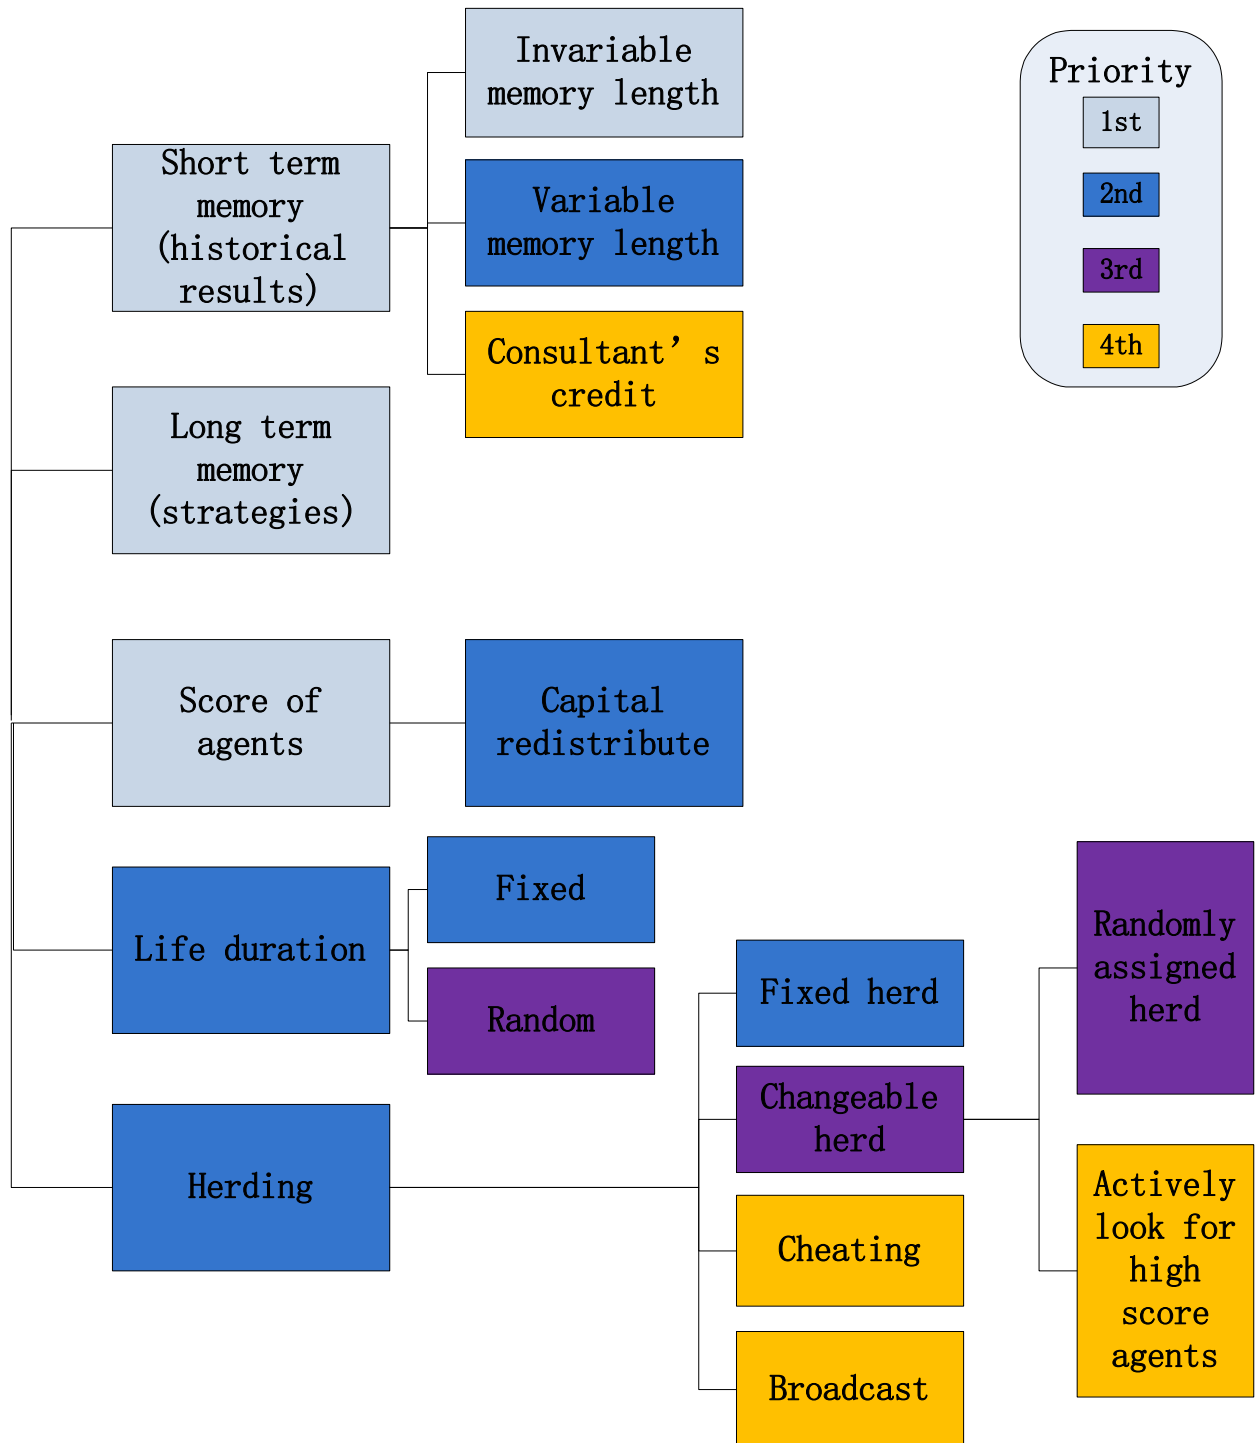 Invariable
memory length
Priority
1st
2nd
3rd
4th
Short term
memory
(historical
results)
Variable
memory length
Consultant’s
credit
Long term
memory
(strategies)
Score of
agents
Capital
redistribute
Life duration
Fixed
Random
Fixed herd
Changeable
herd
Randomly
assigned
herd
Herding
Cheating
Broadcast
Actively
look for
high
score
agents